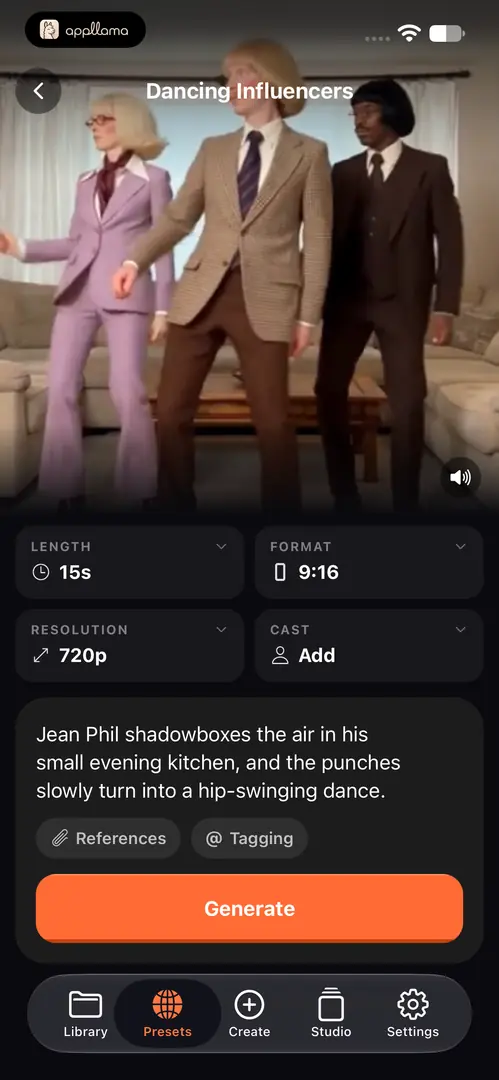 appllama
Dancing Influencers
LENGTH
15s
FORMAT
9:16
RESOLUTION
720p
CAST
Add
Jean Phil shadowboxes the air in his
small evening kitchen, and the punches
slowly turn into a hip-swinging dance.
References
@ Tagging
Generate
Library
Presets
Create
Studio
Settings